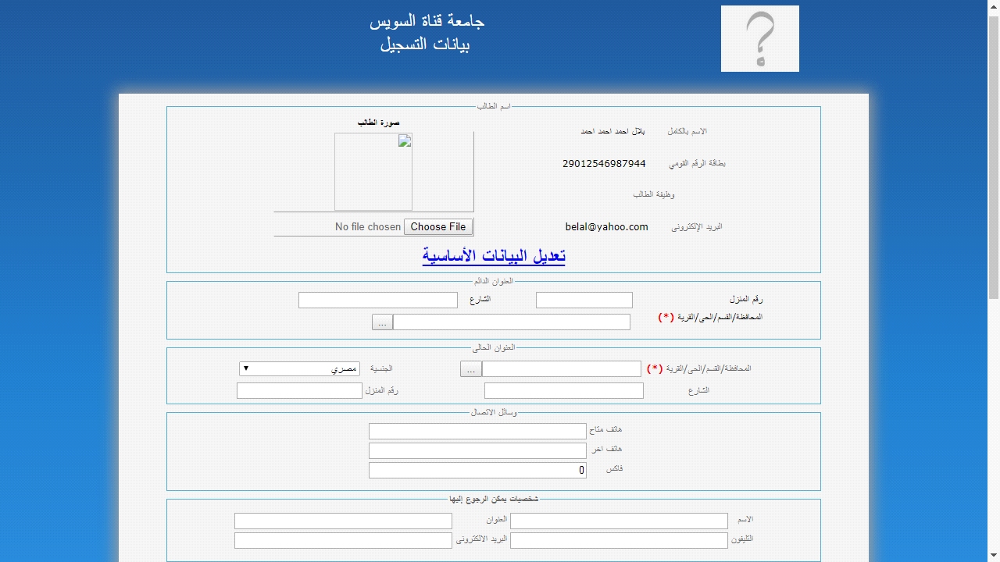 جامعة قناة السويس
بيانات التسجيل
اسم الطالب
صورة الطالب
الاسم بالكامل بلال احمد احمد احمد
بطاقة الرقم القومي 29012546987944
وظيفة الطالب
البريد الإلكترونى belal@yahoo.com
Choose File No file chosen
تعديل البيانات الأساسية
العنوان الدائم
رقم المنزل الشارع
المحافظة/القسم/الحى/القرية (*) ...
العنوان الحالى
المحافظة/القسم/الحى/القرية (*) ... الجنسية مصري
الشارع رقم المنزل
وسائل الاتصال
هاتف متاح
هاتف اخر
فاكس 0
شخصيات يمكن الرجوع إليها
الاسم العنوان
التليفون البريد الالكترونى